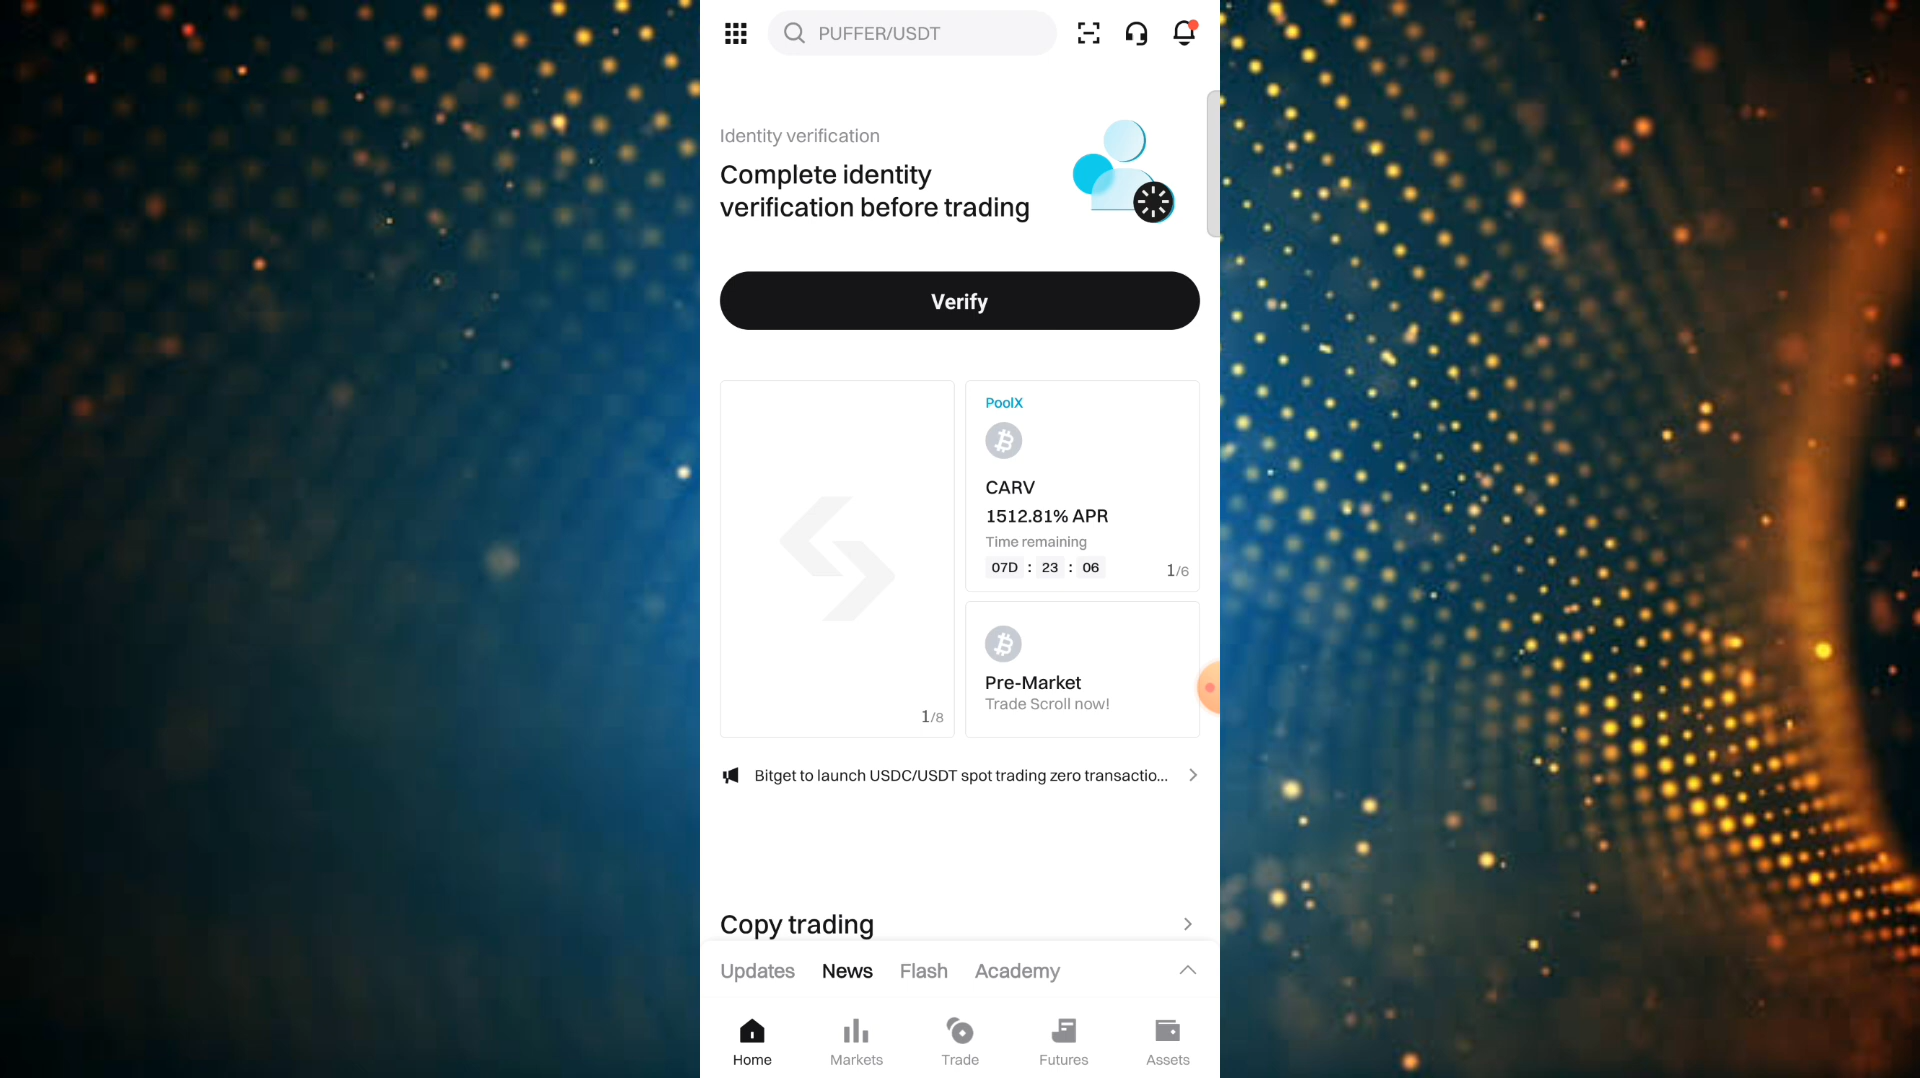 PUFFER/USDT
Identity verification
Complete identity
verification before trading
Verify
PoolX
CARV
1512.81% APR
Time remaining
07D : 23 : 06
1/6
Pre-Market
Trade Scroll now!
1/8
Bitget to launch USDC/USDT spot trading zero transactio...
Copy trading
Updates News Flash Academy
Home Markets Trade Futures Assets